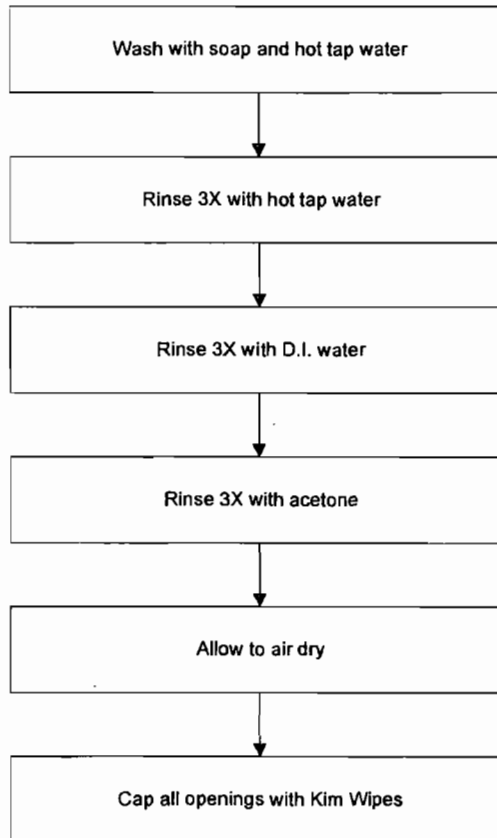 Wash with soap and hot tap water
Rinse 3X with hot tap water
Rinse 3X with D.I. water
Rinse 3X with acetone
Allow to air dry
Cap all openings with Kim Wipes